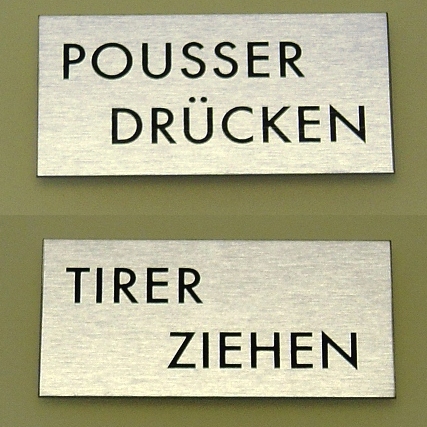 POUSSER
DRÜCKEN
TIRER
ZIEHEN